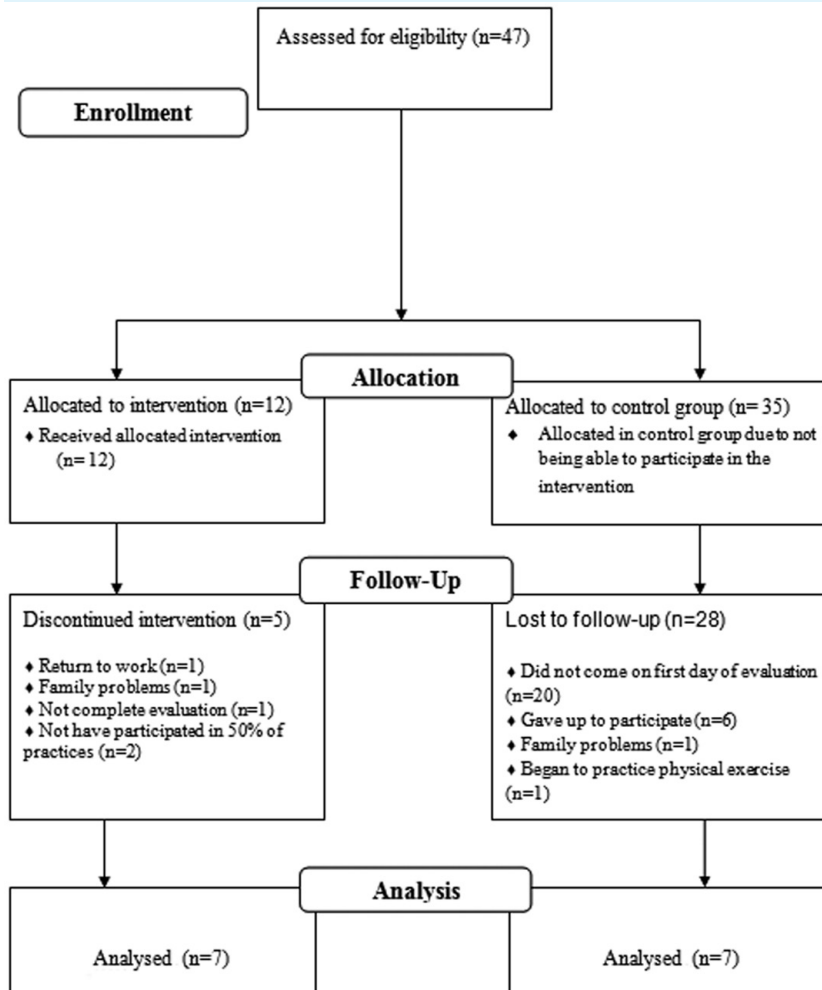 Assessed for eligibility (n=47)
Enrollment
Allocation
Allocated to intervention (n=12)
♦ Received allocated intervention
(n=12)
Allocated to control group (n=35)
♦ Allocated in control group due to not
being able to participate in the
intervention
Follow-Up
Discontinued intervention (n=5)
♦ Return to work (n=1)
♦ Family problems (n=1)
♦ Not complete evaluation (n=1)
♦ Not have participated in 50% of
practices (n=2)
Lost to follow-up (n=28)
♦ Did not come on first day of evaluation
(n=20)
♦ Gave up to participate (n=6)
♦ Family problems (n=1)
♦ Began to practice physical exercise
(n=1)
Analysis
Analysed (n=7)
Analysed (n=7)